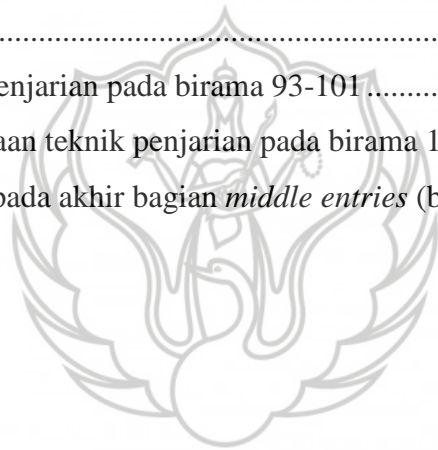 ....................................................................
enjarian pada birama 93-101..........
aan teknik penjarian pada birama 1
pada akhir bagian middle entries (b